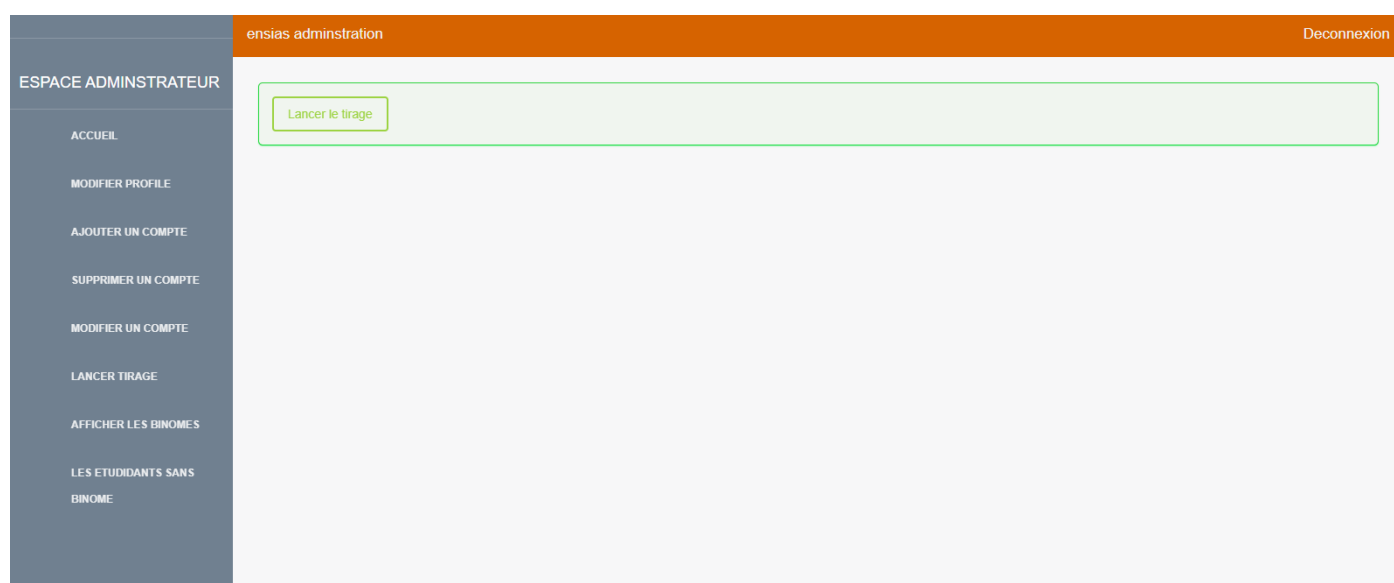 ensias adminstration
Deconnexion
ESPACE ADMINSTRATEUR
Lancer le tirage
ACCUEIL
MODIFIER PROFILE
AJOUTER UN COMPTE
SUPPRIMER UN COMPTE
MODIFIER UN COMPTE
LANCER TIRAGE
AFFICHER LES BINOMES
LES ETUDIDANTS SANS
BINOME